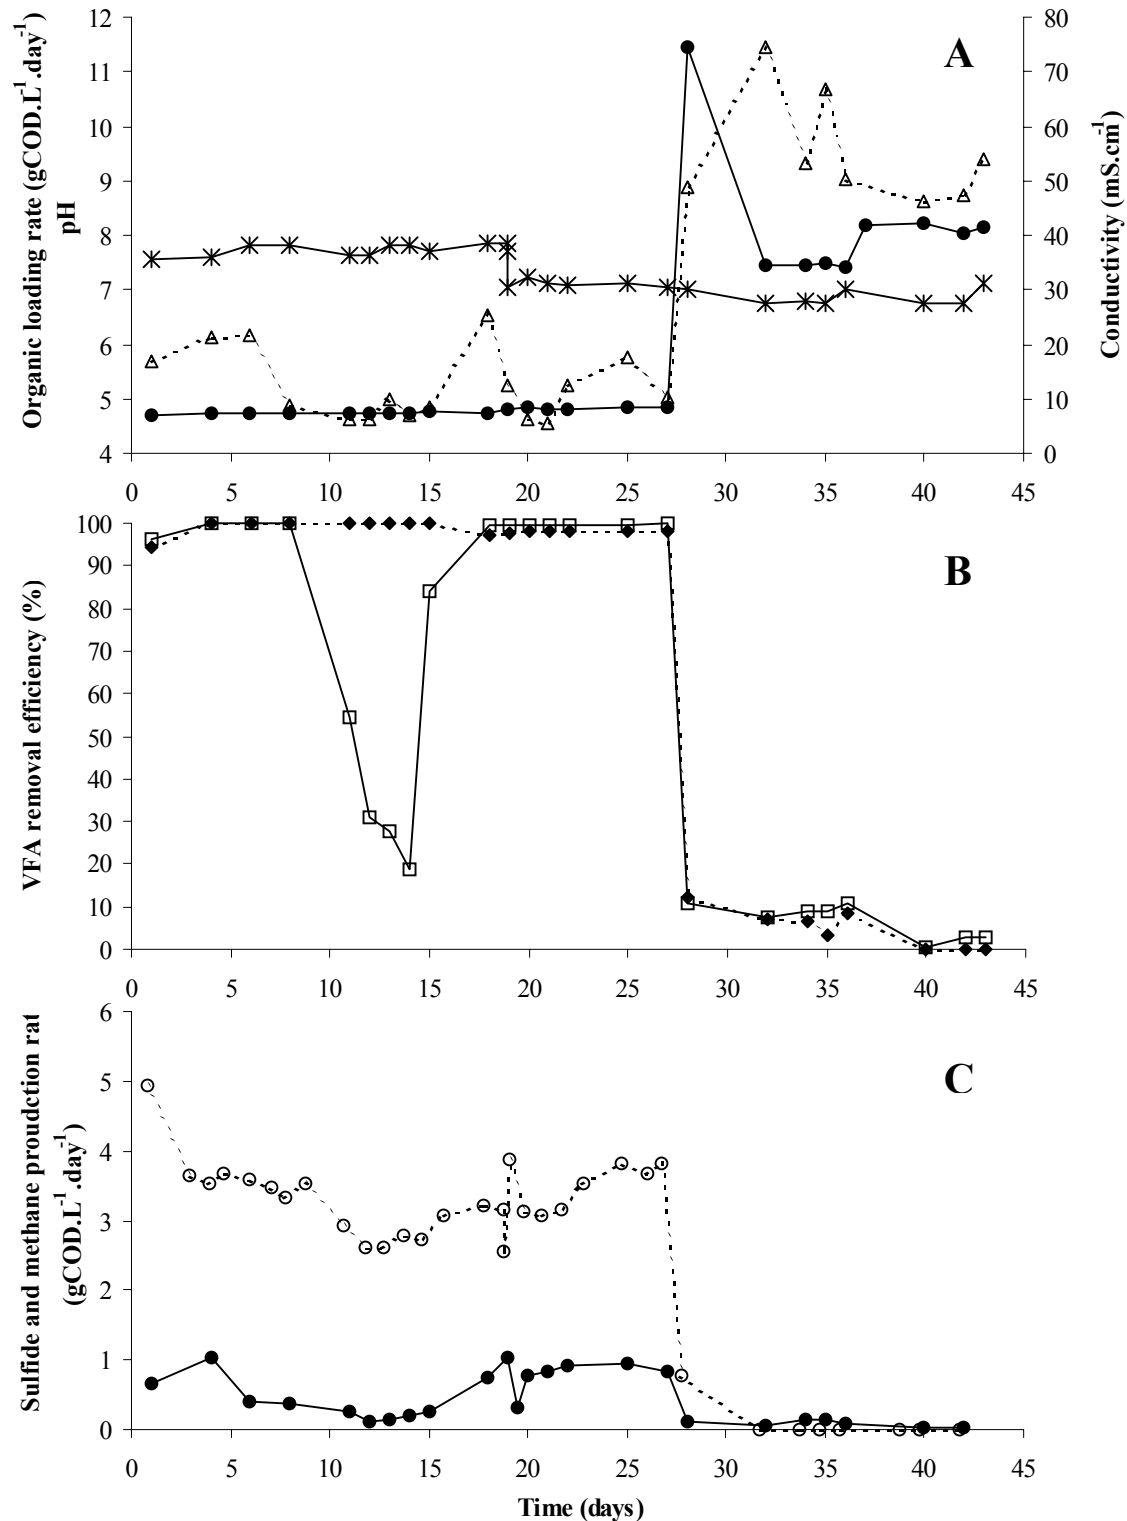 A
Organic loading rate (gCOD.L-1.day-1)
pH
12
11
10
9
8
7
6
5
4
80
70
60
50
40
30
20
10
0
Conductivity (mS.cm-1)
0 5 10 15 20 25 30 35 40 45
B
VFA removal efficiency (%)
100
90
80
70
60
50
40
30
20
10
0
0 5 10 15 20 25 30 35 40 45
C
Sulfide and methane proudction rat
(gCOD.L-1.day-1)
6
5
4
3
2
1
0
0 5 10 15 20 25 30 35 40 45
Time (days)